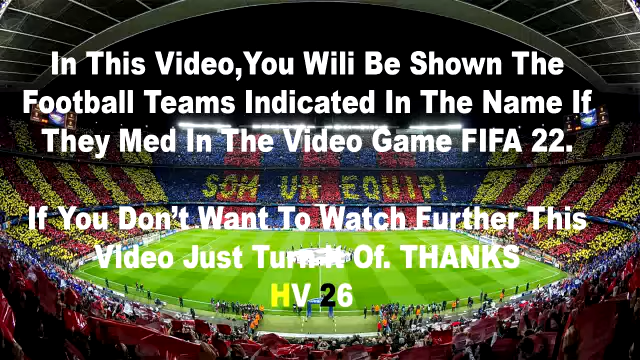 In This Video,You Wili Be Shown The
Football Teams Indicated In The Name If
They Med In The Video Game FIFA 22.
SOM UN EQUIP!
If You Don't Want To Watch Further This
Video Just Turn It Of. THANKS
HV 26